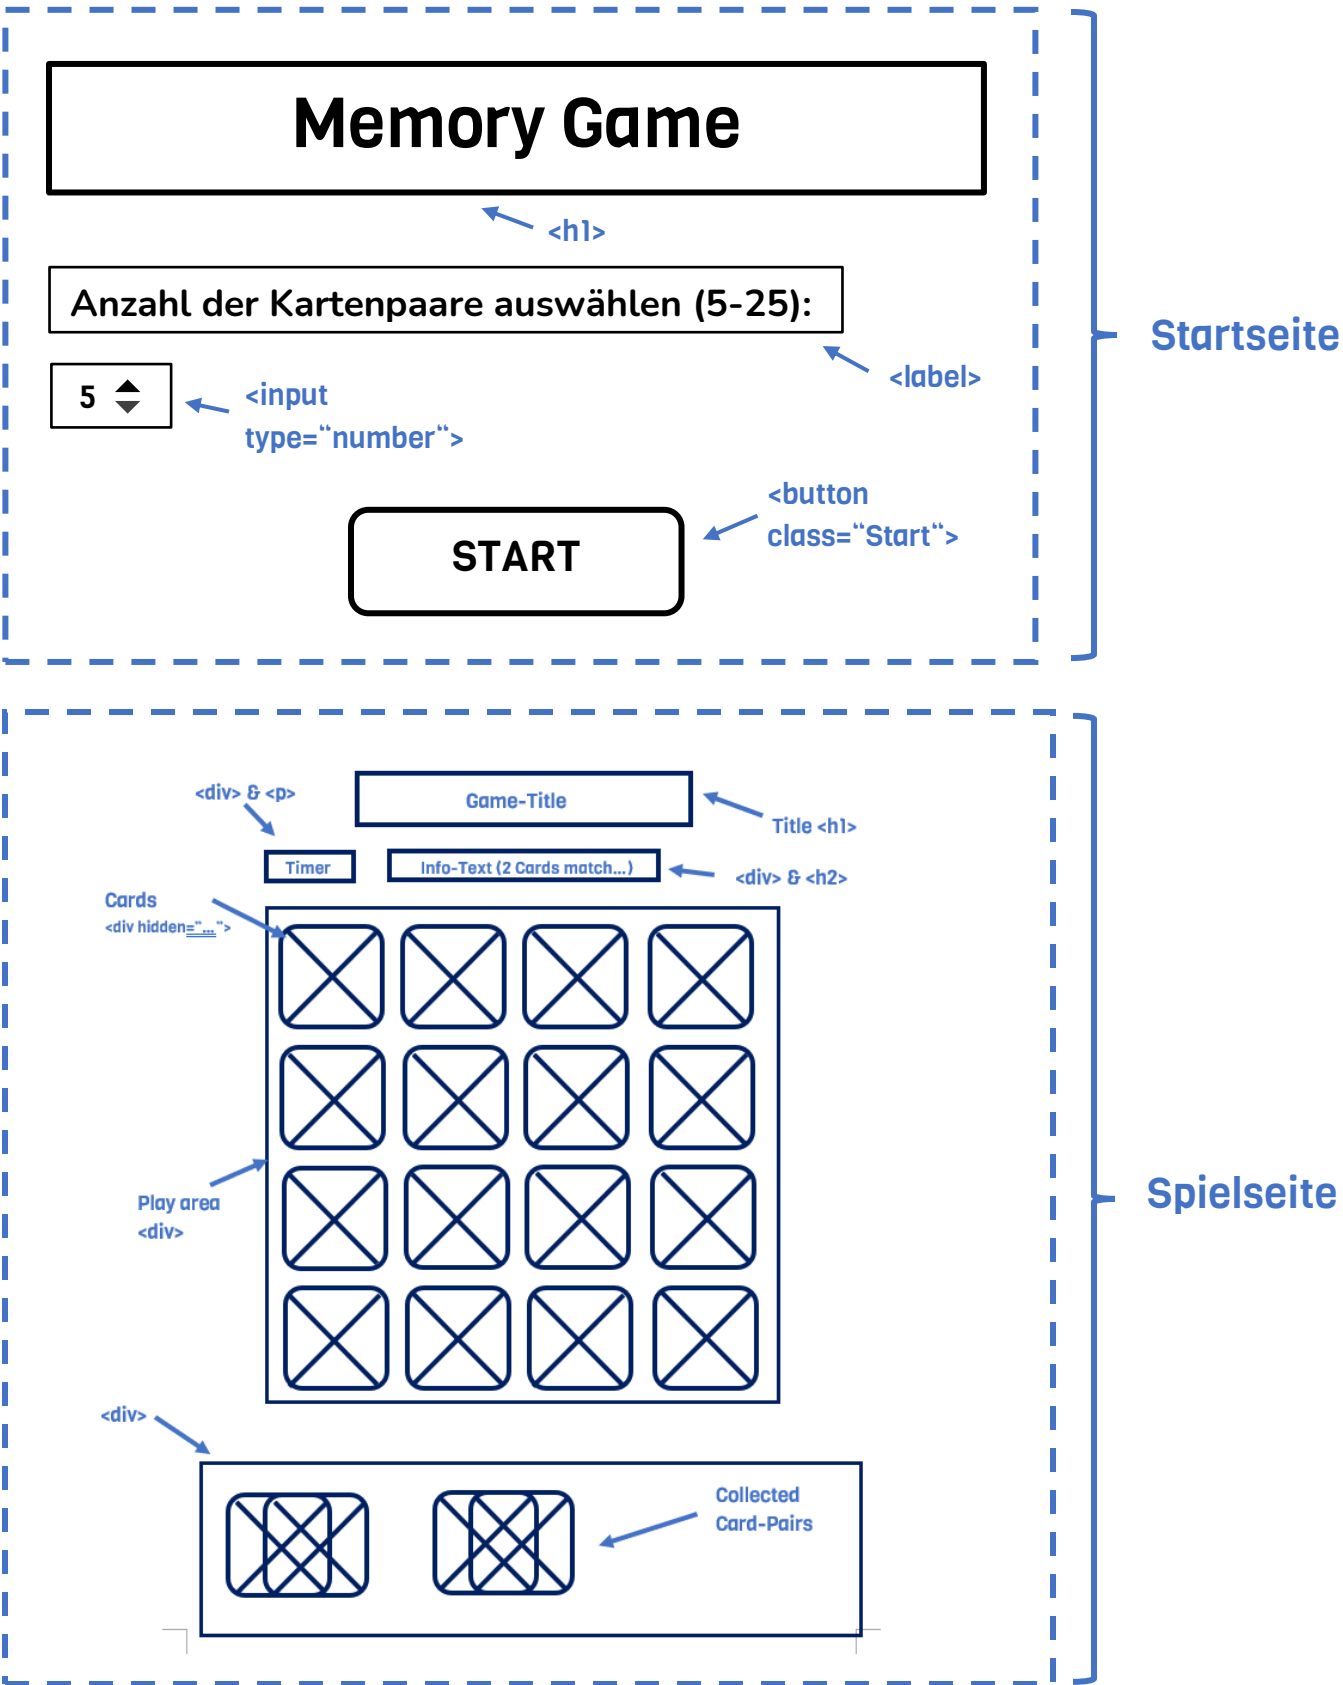 Memory Game
<h1>
Anzahl der Kartenpaare auswählen (5-25):
<label>
5
<input
type=“number“>
<button
class=“Start“>
START
Startseite
<div> & <p>
Game-Title
Title <h1>
Timer
Info-Text (2 Cards match...)
<div> & <h2>
Cards
<div hidden=“...“>
Play area
<div>
Spielseite
<div>
Collected
Card-Pairs